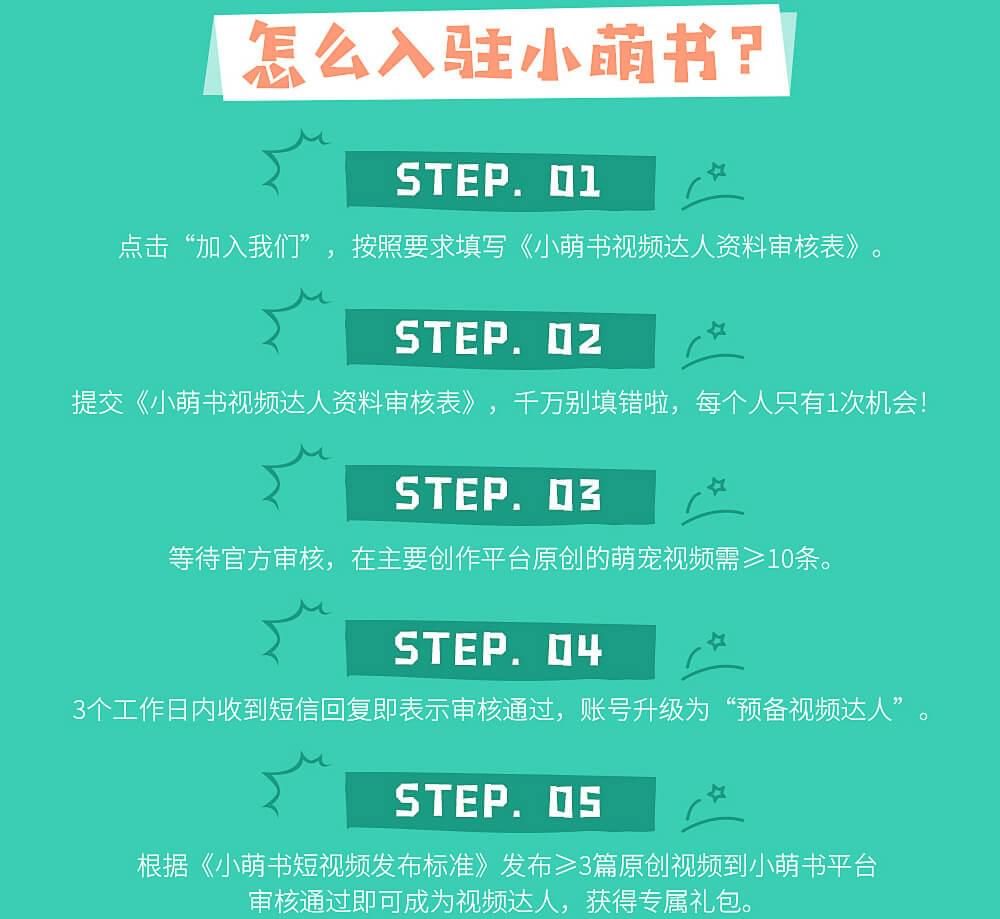 怎么入驻小萌书？
STEP. 01
点击“加入我们”，按照要求填写《小萌书视频达人资料审核表》。
STEP. 02
提交《小萌书视频达人资料审核表》，千万别填错啦，每个人只有1次机会！
STEP. 03
等待官方审核，在主要创作平台原创的萌宠视频需≥10条。
STEP. 04
3个工作日内收到短信回复即表示审核通过，账号升级为“预备视频达人”。
STEP. 05
根据《小萌书短视频发布标准》发布≥3篇原创视频到小萌书平台
审核通过即可成为视频达人，获得专属礼包。